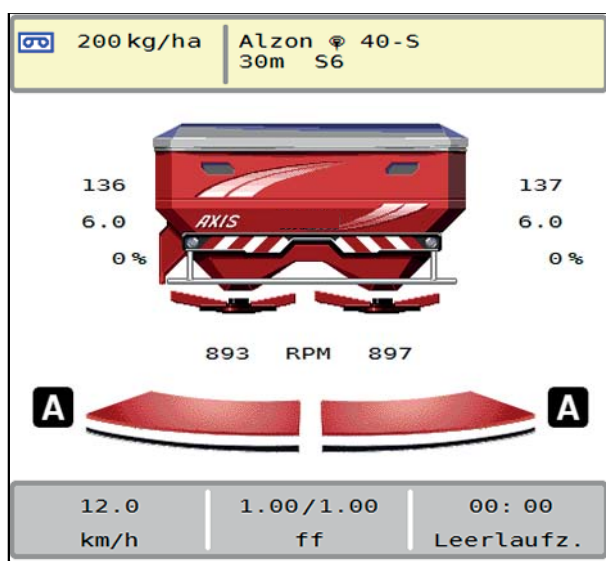 200 kg/ha
Alzon 40-S
30m S6
136
137
6.0
AXIS
6.0
0%
0%
893 RPM 897
A
A
12.0
1.00/1.00
00:00
km/h
ff
Leerlaufz.